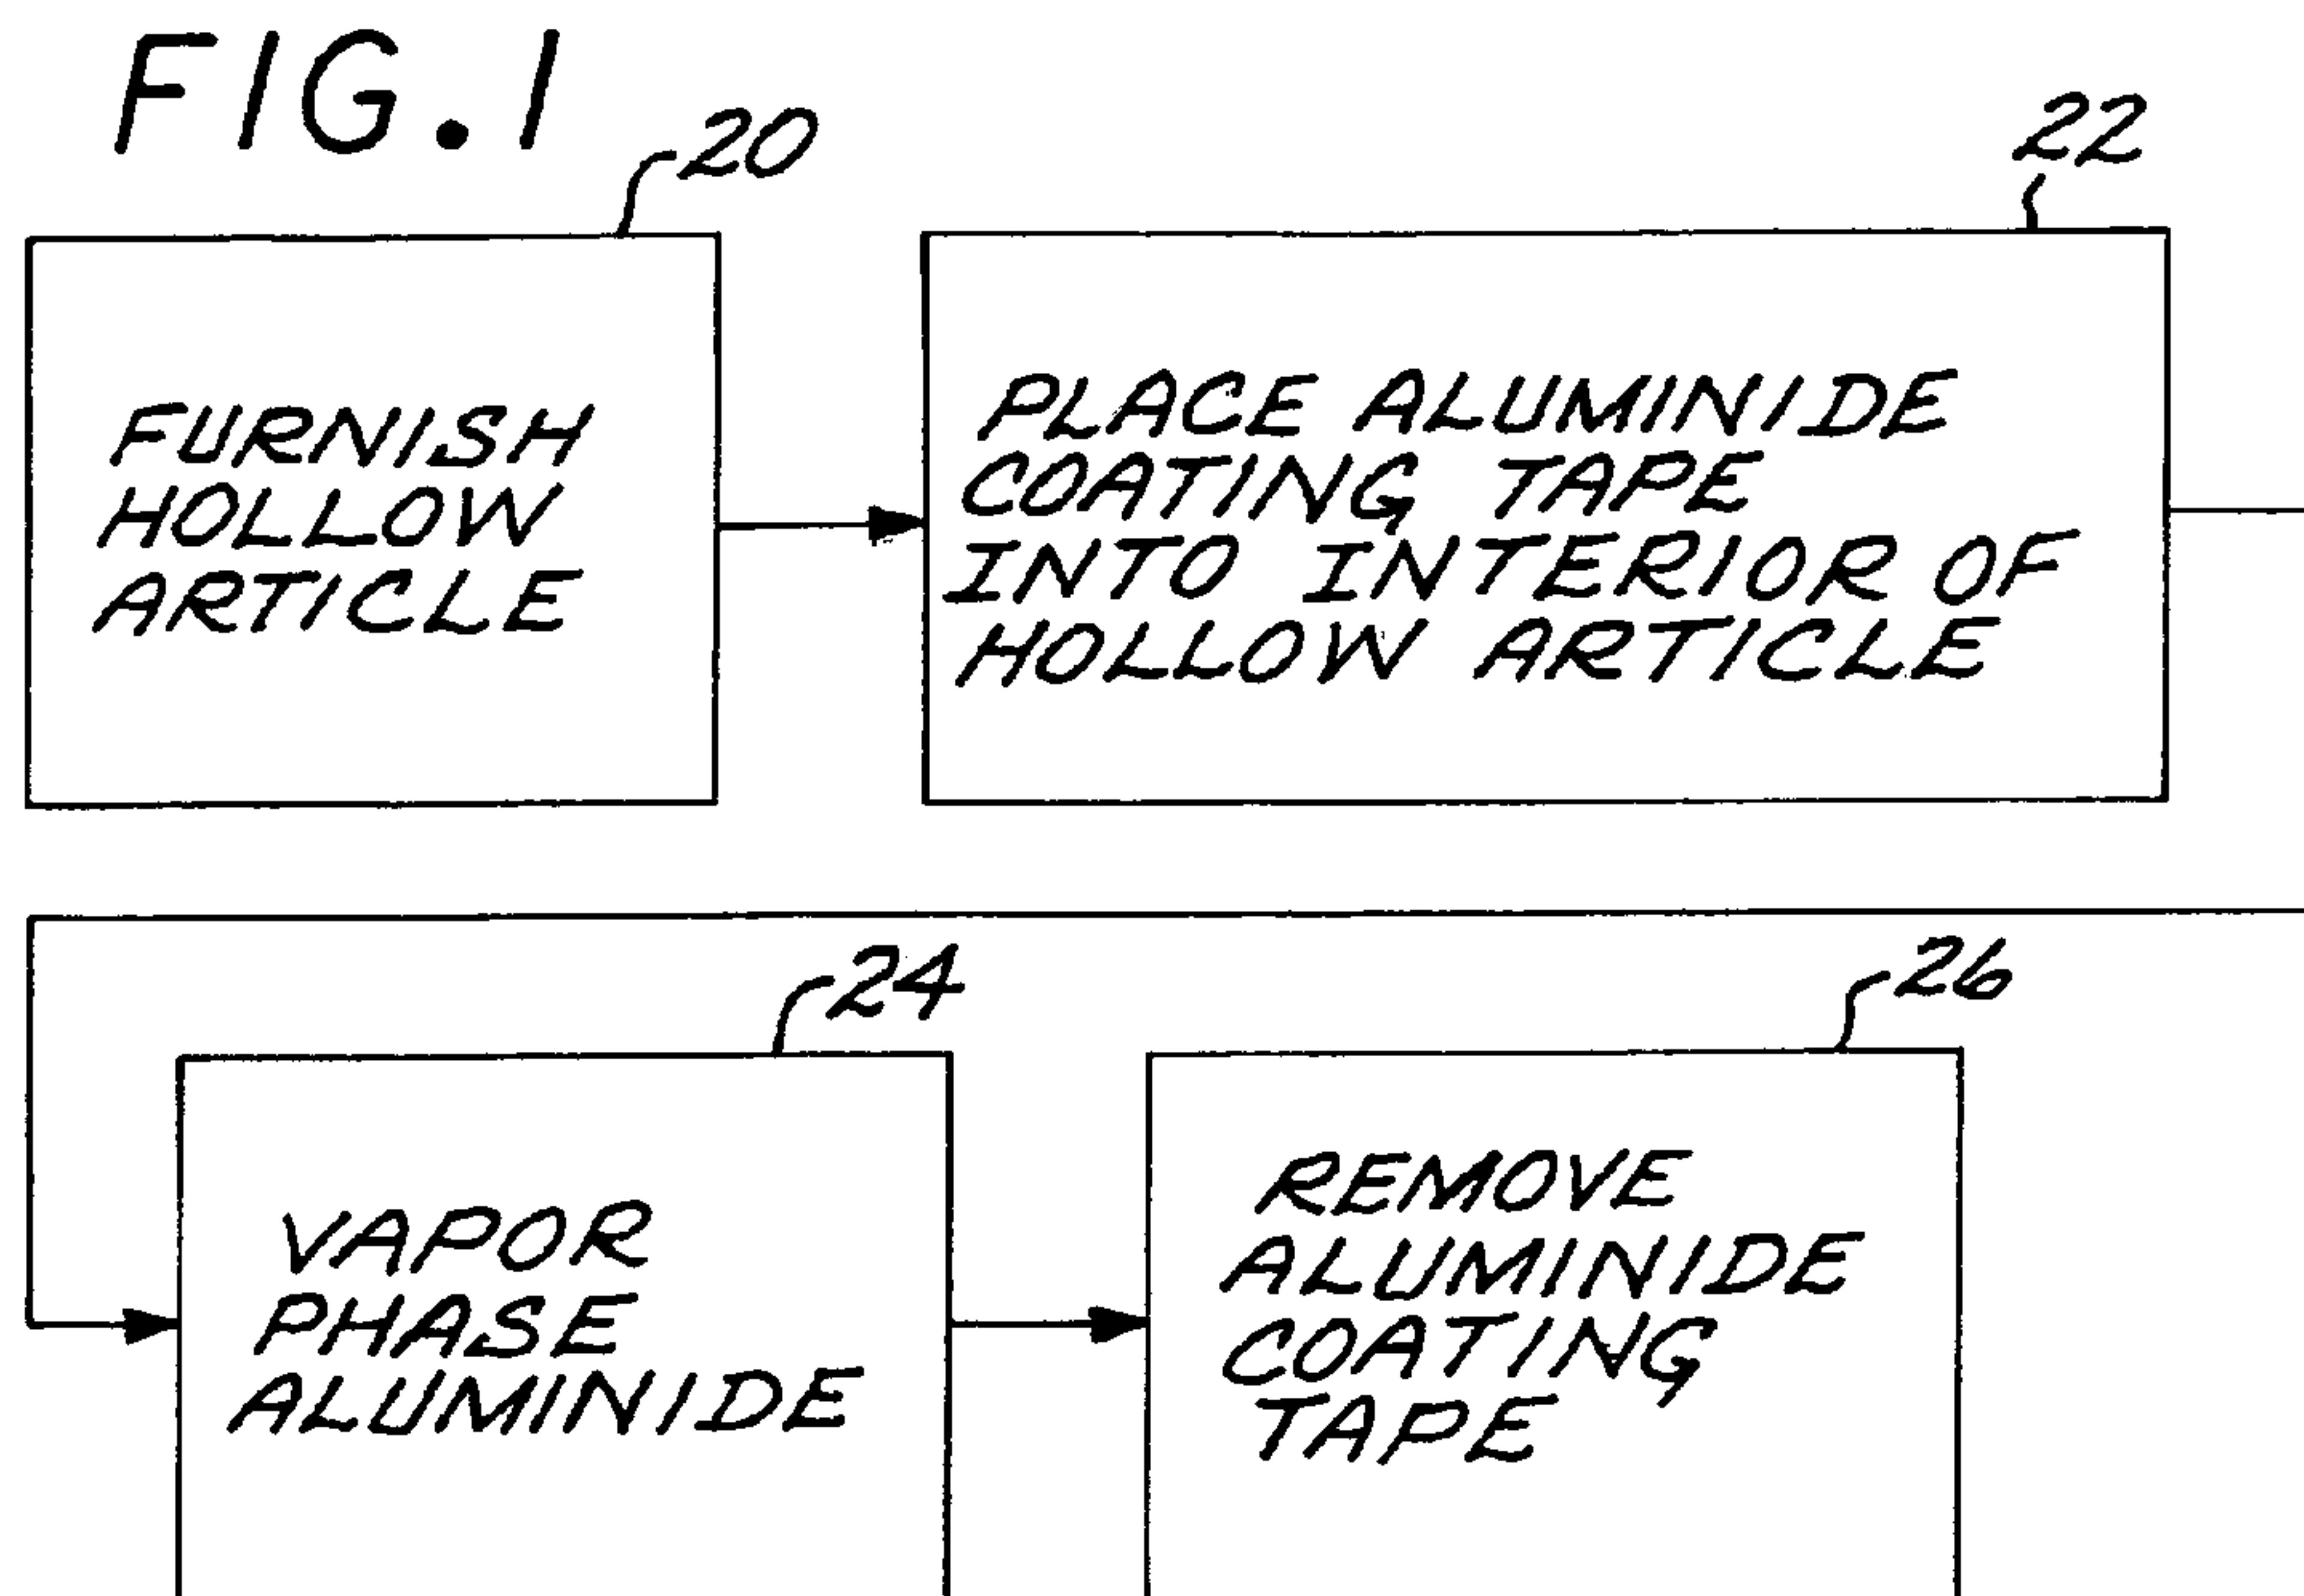 FIG. 1
20
22
FURNISH
HOLLOW
ARTICLE
PLACE ALUMINIDE
COATING TAPE
INTO INTERIOR OF
HOLLOW ARTICLE
24
26
VAPOR
PHASE
ALUMINIDE
REMOVE
ALUMINIDE
COATING
TAPE